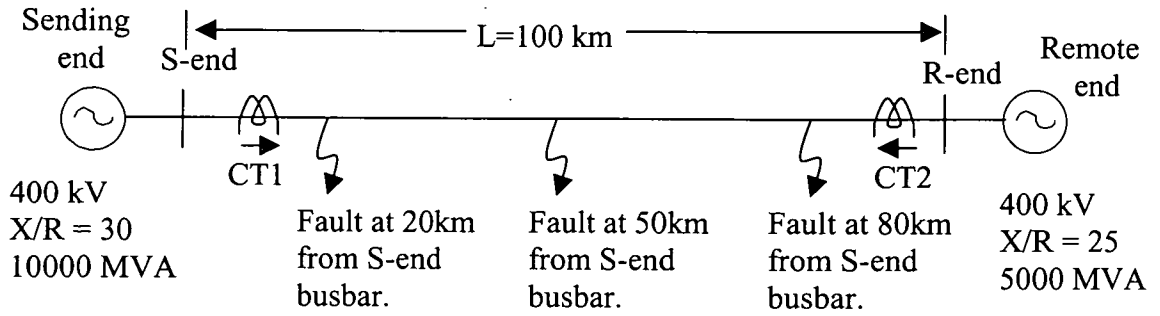 Sending
end
S-end
L=100 km
R-end
Remote
end
CT1
CT2
400 kV
X/R = 30
10000 MVA
Fault at 20km
from S-end
busbar.
Fault at 50km
from S-end
busbar.
Fault at 80km
from S-end
busbar.
400 kV
X/R = 25
5000 MVA